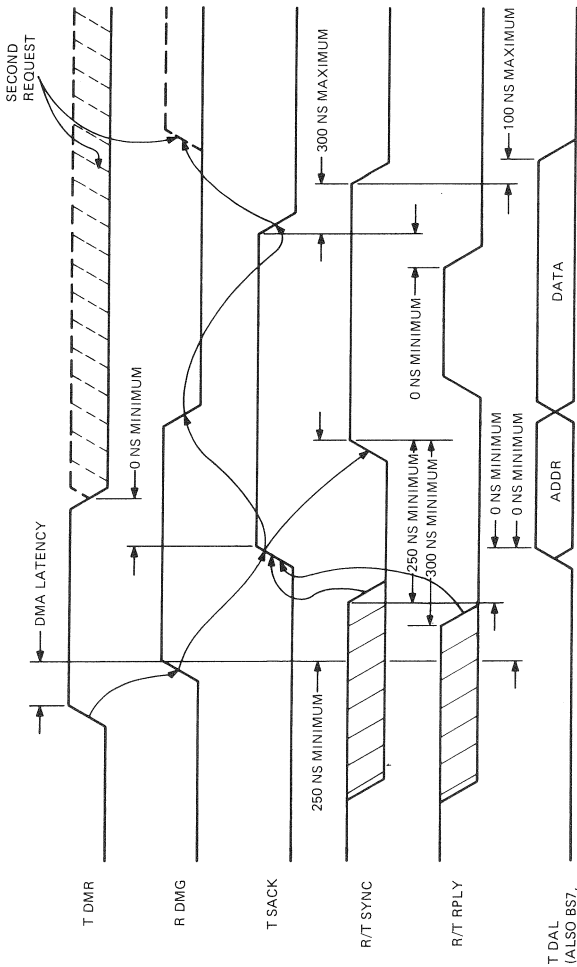 SECOND
REQUEST
DMA LATENCY
0 NS MINIMUM
T DMR
R DMG
T SACK
300 NS MAXIMUM
250 NS MINIMUM
R/T SYNC
250 NS MINIMUM
300 NS MINIMUM
0 NS MINIMUM
R/T RPLY
0 NS MINIMUM
0 NS MINIMUM
100 NS MAXIMUM
T DAL
(ALSO BS7,
ADDR
DATA